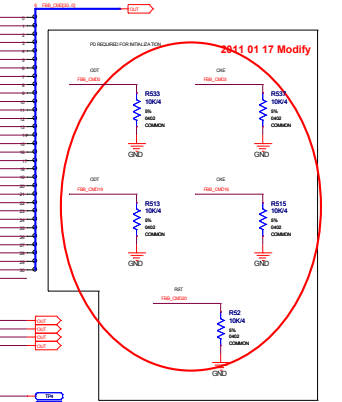 6 FBB_CMD[30..0] OUT
PD REQUIRED FOR INITIALIZATION
2011 01 17 Modify
ODT
CKE
FBB_CMD0
FBB_CMD3
R533
10K/4
5%
0402
COMMON
GND
R537
10K/4
5%
0402
COMMON
GND
ODT
CKE
FBB_CMD19
FBB_CMD16
R513
10K/4
5%
0402
COMMON
GND
R515
10K/4
5%
0402
COMMON
GND
RST
FBB_CMD20
R52
10K/4
5%
0402
COMMON
GND
OUT
OUT
OUT
OUT
TP4